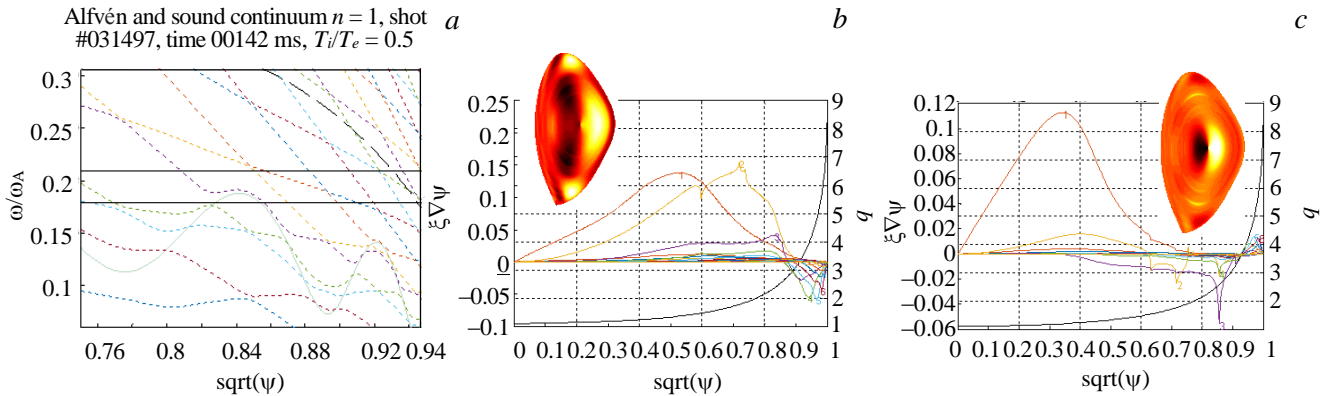 Alfvén and sound continuum n = 1, shot
#031497, time 00142 ms, Ti/Te = 0.5
a
b
c
ω/ωA
0.3
0.25
0.2
0.15
0.1
0.76 0.8 0.84 0.88 0.92 0.94
sqrt(ψ)
ξ∇ψ
0.25
0.20
0.15
0.1
0.05
0
−0.05
−0.1
0 0.1 0.2 0.3 0.4 0.5 0.6 0.7 0.8 0.9 1
sqrt(ψ)
9
8
7
6
5
4
3
2
1
q
ξ∇ψ
0.12
0.1
0.08
0.06
0.04
0.02
0
−0.02
−0.04
−0.06
0 0.1 0.2 0.3 0.4 0.5 0.6 0.7 0.8 0.9 1
sqrt(ψ)
9
8
7
6
5
4
3
2
q